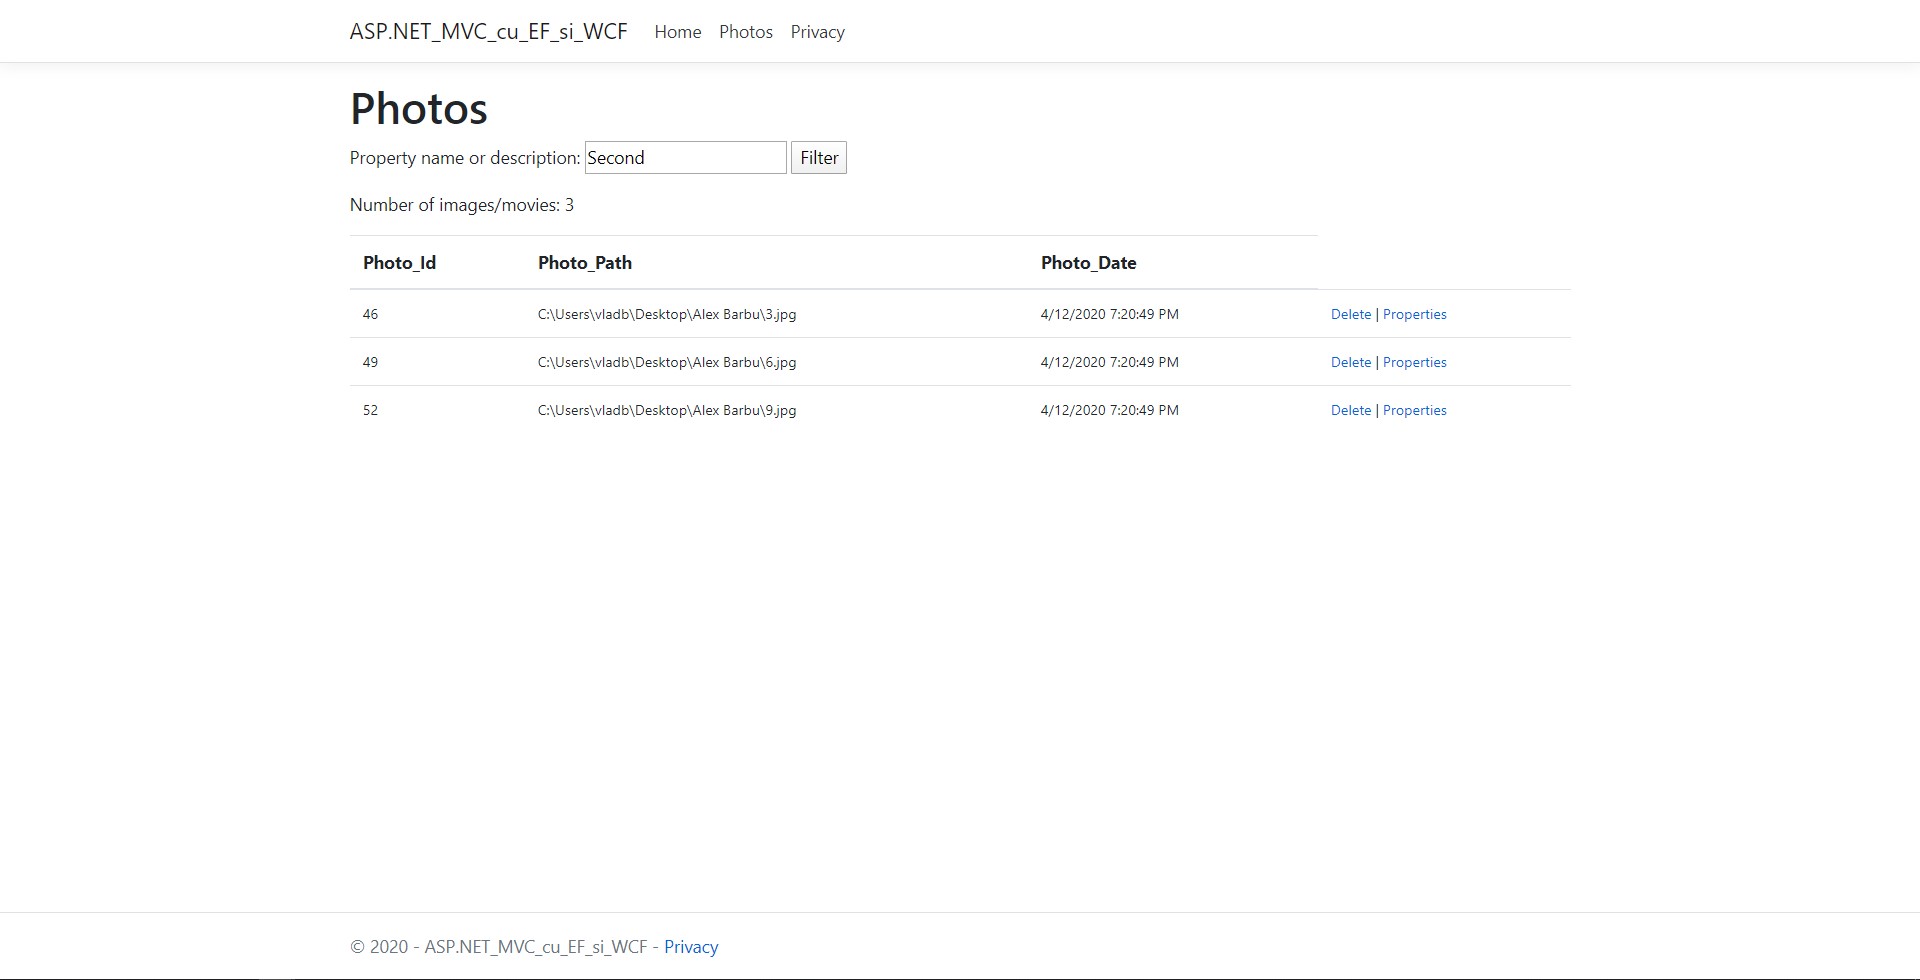 ASP.NET_MVC_cu_EF_si_WCF Home Photos Privacy
Photos
Property name or description: Second Filter
Number of images/movies: 3
Photo_Id Photo_Path Photo_Date
46 C:\Users\vladb\Desktop\Alex Barbu\3.jpg 4/12/2020 7:20:49 PM Delete | Properties
49 C:\Users\vladb\Desktop\Alex Barbu\6.jpg 4/12/2020 7:20:49 PM Delete | Properties
52 C:\Users\vladb\Desktop\Alex Barbu\9.jpg 4/12/2020 7:20:49 PM Delete | Properties
© 2020 - ASP.NET_MVC_cu_EF_si_WCF - Privacy